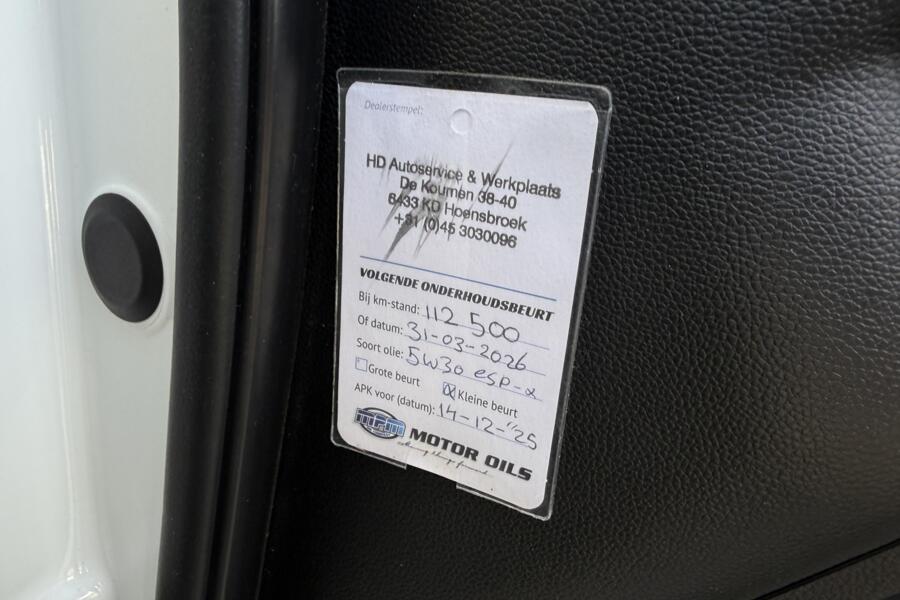 Dealerstempel:
HD Autoservice & Werkplaats
De Koumen 38-40
6433 KD Hoensbroek
+31 (0)45 3030096
VOLGENDE ONDERHOUDSBEURT
Bij km-stand: 112 500
Of datum: 31-03-2026
Soort olie: 5W30 esp-
Grote beurt Kleine beurt
APK voor (datum): 14-12-"25
MOTOR OILS